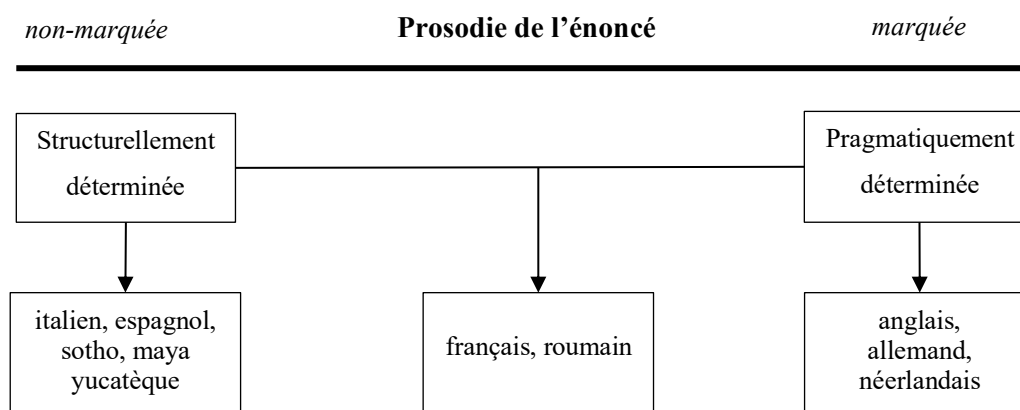 non-marquée Prosodie de l’énoncé marquée
Structurellement
déterminée
Pragmatiquement
déterminée
italien, espagnol,
sotho, maya
yucatèque
français, roumain
anglais,
allemand,
néerlandais